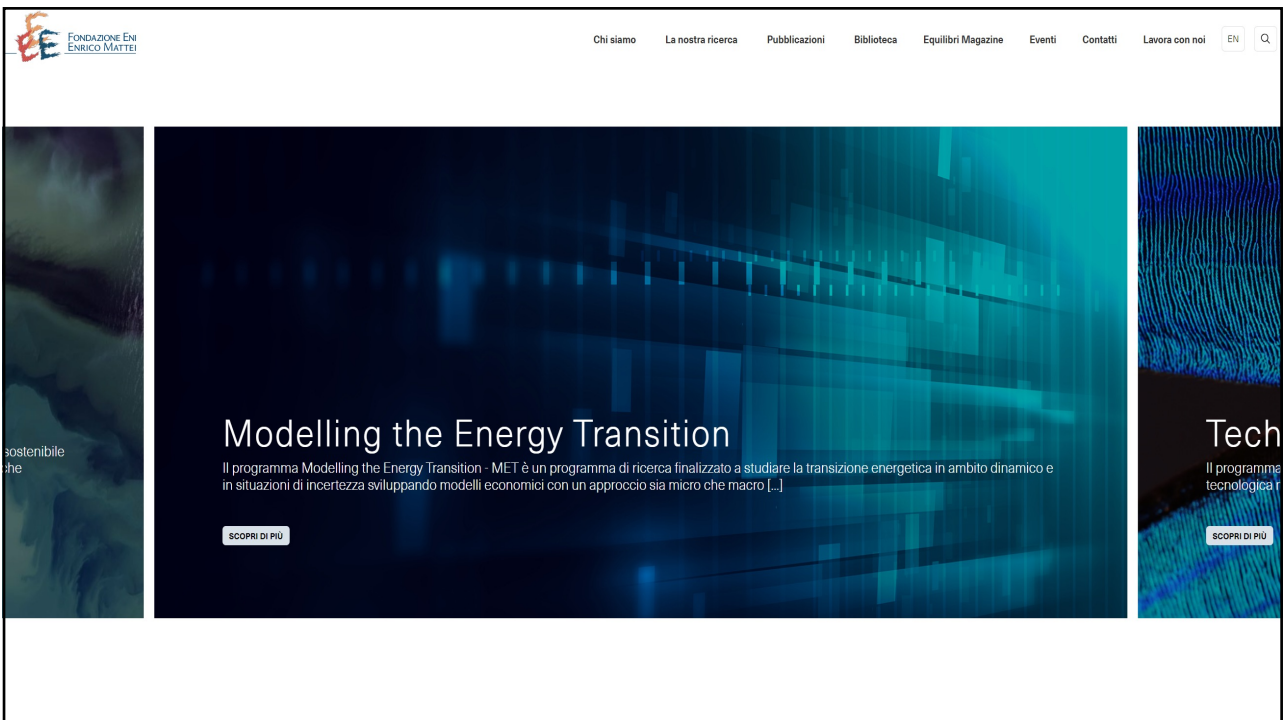 FONDAZIONE ENI
ENRICO MATTEI
Chi siamo La nostra ricerca Pubblicazioni Biblioteca Equilibri Magazine Eventi Contatti Lavora con noi EN
sostenibile
che
Modelling the Energy Transition
Il programma Modelling the Energy Transition - MET è un programma di ricerca finalizzato a studiare la transizione energetica in ambito dinamico e
in situazioni di incertezza sviluppando modelli economici con un approccio sia micro che macro [...]
SCOPRI DI PIÙ
Tech
Il programma
tecnologica r
SCOPRI DI PIÙ